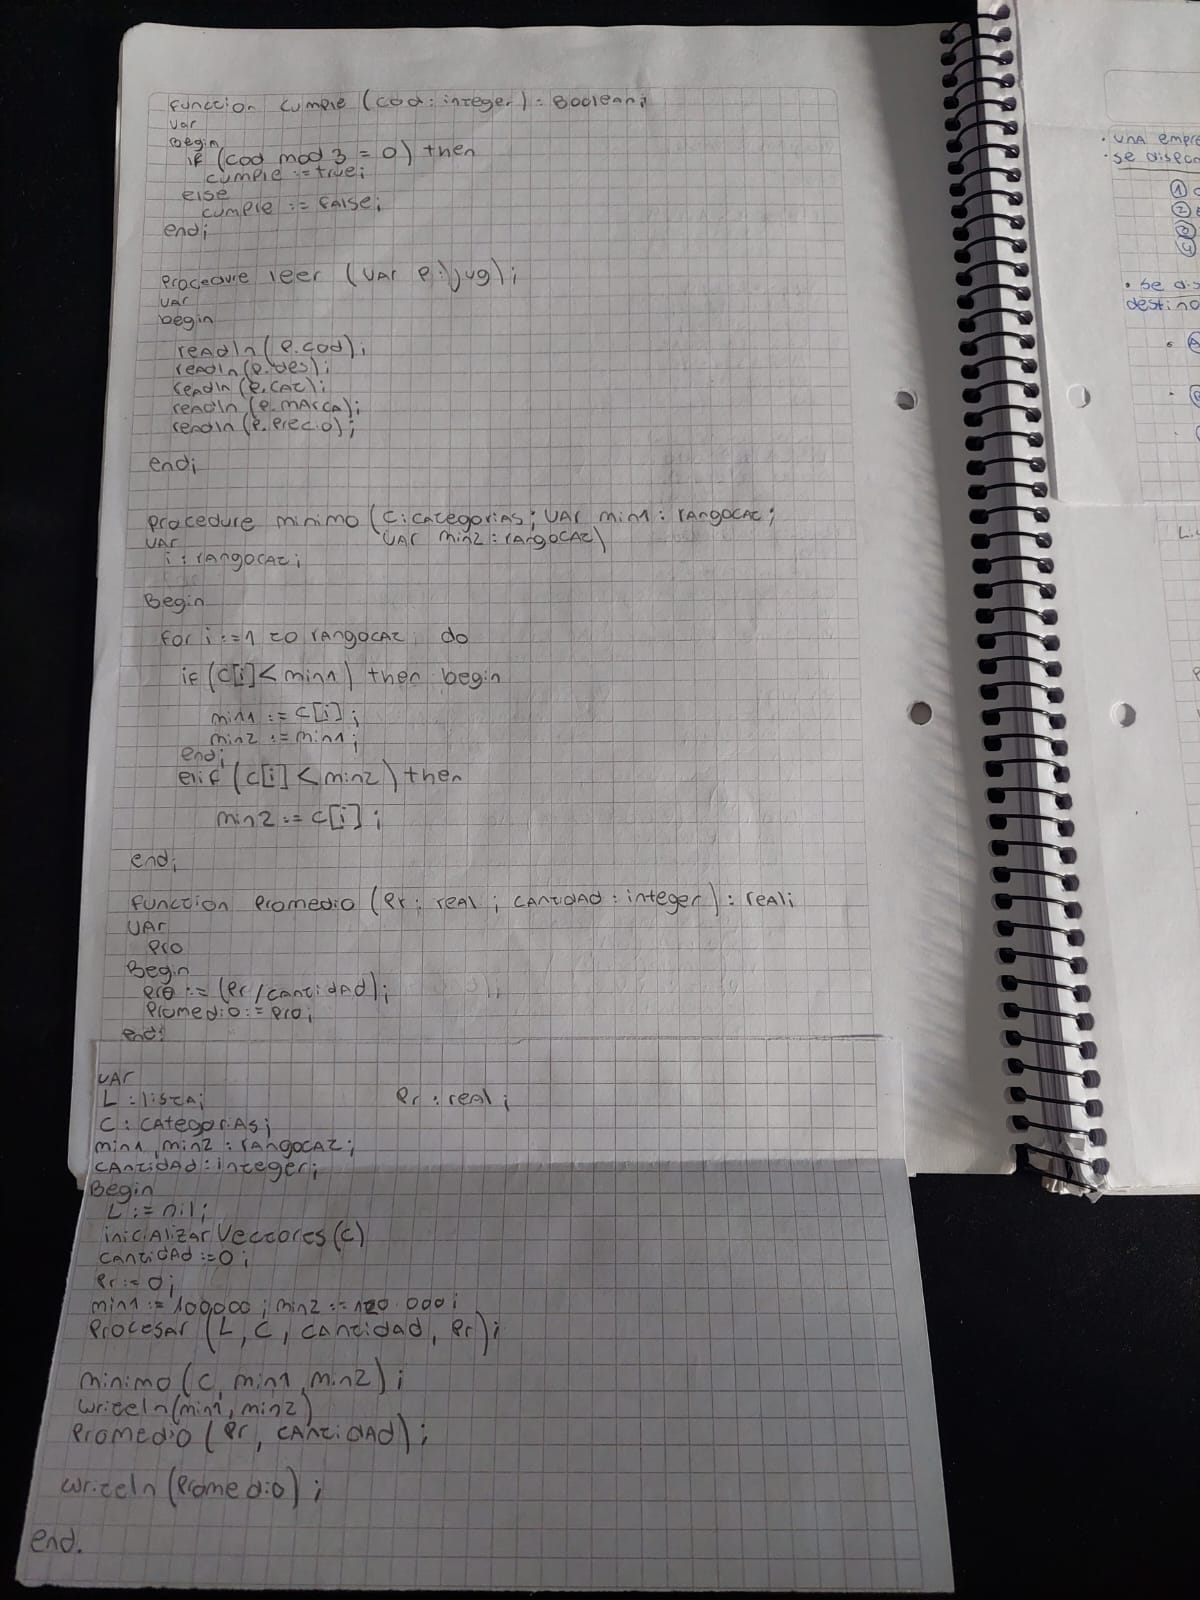 function cumple (cod: integer): Boolean;
var
begin
if (cod mod 3 = 0) then
cumple := true;
else
cumple := false;
end;
Procedure leer (var p: jug);
var
begin
readln (p.cod);
readln (p.des);
readln (p.cat);
readln (p.marca);
readln (p.precio);
end;
procedure minimo (c: categorias; var min1: rangocat;
var min2: rangocat)
var
i: rangocat;
Begin
for i:=1 to rangocat do
if (c[i] < min1) then begin
min1 := c[i];
min2 := min1;
end;
elif (c[i] < min2) then
min2 := c[i];
end;
function promedio (pr: real; cantidad: integer): real;
var
pro
Begin
pro := (pr/cantidad);
Promedio := pro;
end;
var
L: lista; pr: real;
C: categorias;
min1, min2: rangocat;
cantidad: integer;
Begin
L := nil;
inicializar Vectores (c)
cantidad := 0;
pr := 0;
min1 := 100000; min2 := 120.000;
Procesar (L, C, cantidad, pr);
minimo (c, min1, min2);
writeln (min1, min2)
Promedio (pr, cantidad);
writeln (Promedio);
end.
· una empre
· se dispon
①
②
②
④
• se dis
destino